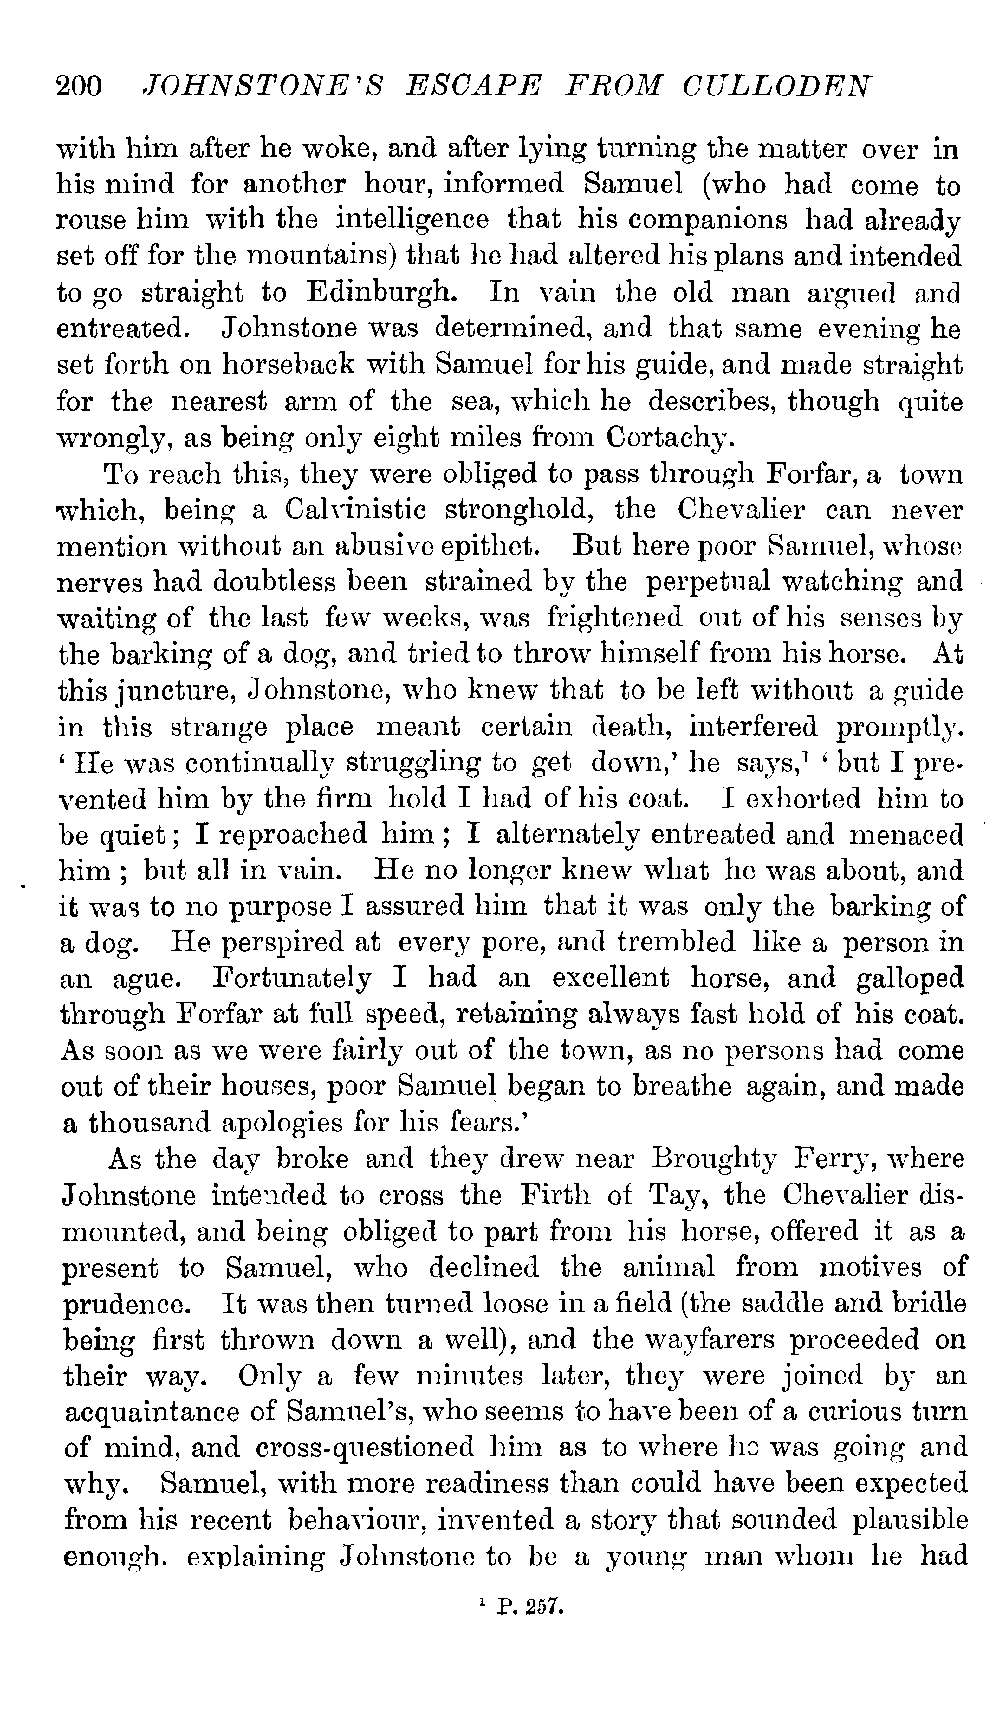 200 JOHNSTONE'S ESCAPE FROM CULLODEN
with him after he woke, and after lying turning the matter over in
his mind for another hour, informed Samuel (who had come to
rouse him with the intelligence that his companions had already
set off for the mountains) that he had altered his plans and intended
to go straight to Edinburgh. In vain the old man argued and
entreated. Johnstone was determined, and that same evening he
set forth on horseback with Samuel for his guide, and made straight
for the nearest arm of the sea, which he describes, though quite
wrongly, as being only eight miles from Cortachy.
To reach this, they were obliged to pass through Forfar, a town
which, being a Calvinistic stronghold, the Chevalier can never
mention without an abusive epithet. But here poor Samuel, whose
nerves had doubtless been strained by the perpetual watching and
waiting of the last few weeks, was frightened out of his senses by
the barking of a dog, and tried to throw himself from his horse. At
this juncture, Johnstone, who knew that to be left without a guide
in this strange place meant certain death, interfered promptly.
‘ He was continually struggling to get down,’ he says,¹ ‘ but I pre-
vented him by the firm hold I had of his coat. I exhorted him to
be quiet ; I reproached him ; I alternately entreated and menaced
him ; but all in vain. He no longer knew what he was about, and
it was to no purpose I assured him that it was only the barking of
a dog. He perspired at every pore, and trembled like a person in
an ague. Fortunately I had an excellent horse, and galloped
through Forfar at full speed, retaining always fast hold of his coat.
As soon as we were fairly out of the town, as no persons had come
out of their houses, poor Samuel began to breathe again, and made
a thousand apologies for his fears.’
As the day broke and they drew near Broughty Ferry, where
Johnstone intended to cross the Firth of Tay, the Chevalier dis-
mounted, and being obliged to part from his horse, offered it as a
present to Samuel, who declined the animal from motives of
prudence. It was then turned loose in a field (the saddle and bridle
being first thrown down a well), and the wayfarers proceeded on
their way. Only a few minutes later, they were joined by an
acquaintance of Samuel's, who seems to have been of a curious turn
of mind, and cross-questioned him as to where he was going and
why. Samuel, with more readiness than could have been expected
from his recent behaviour, invented a story that sounded plausible
enough, explaining Johnstone to be a young man whom he had
¹ P. 257.